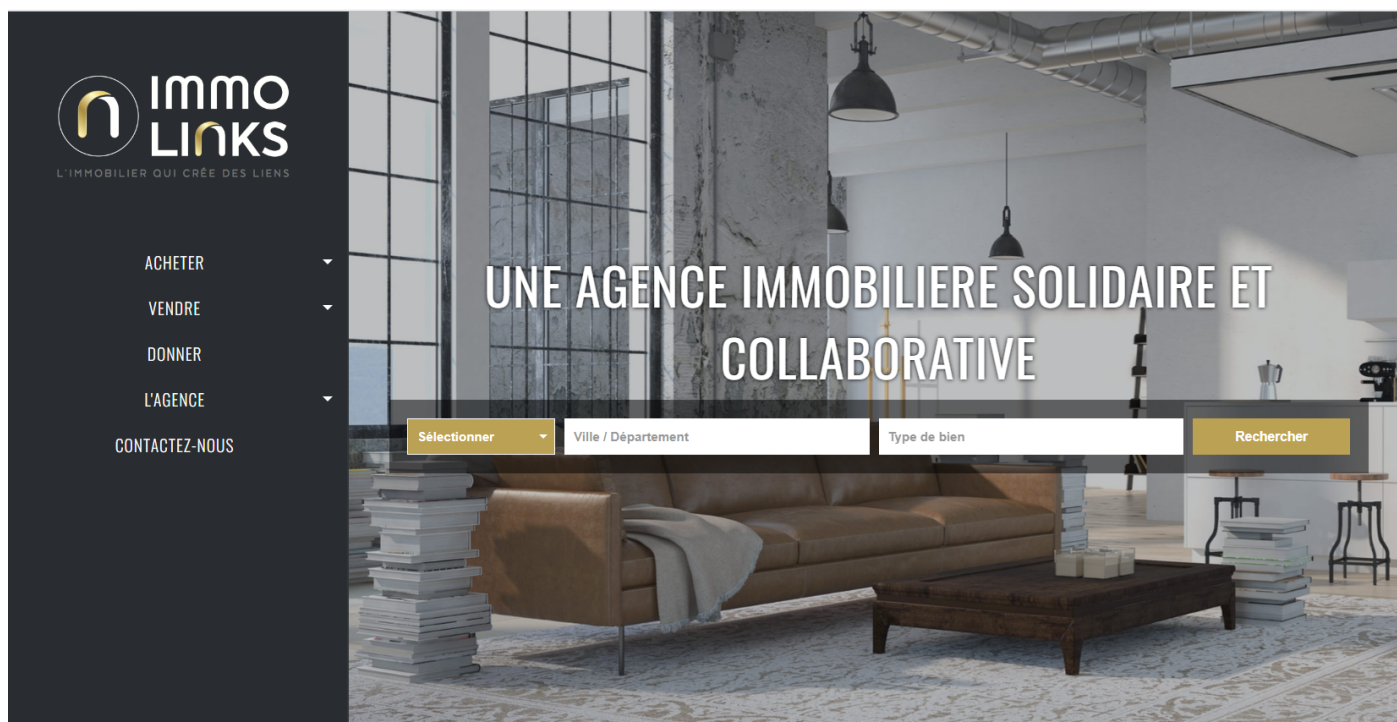 IMMO
LINKS
L'IMMOBILIER QUI CRÉE DES LIENS
ACHETER
VENDRE
DONNER
L'AGENCE
CONTACTEZ-NOUS
UNE AGENCE IMMOBILIERE SOLIDAIRE ET
COLLABORATIVE
Sélectionner Ville / Département Type de bien Rechercher